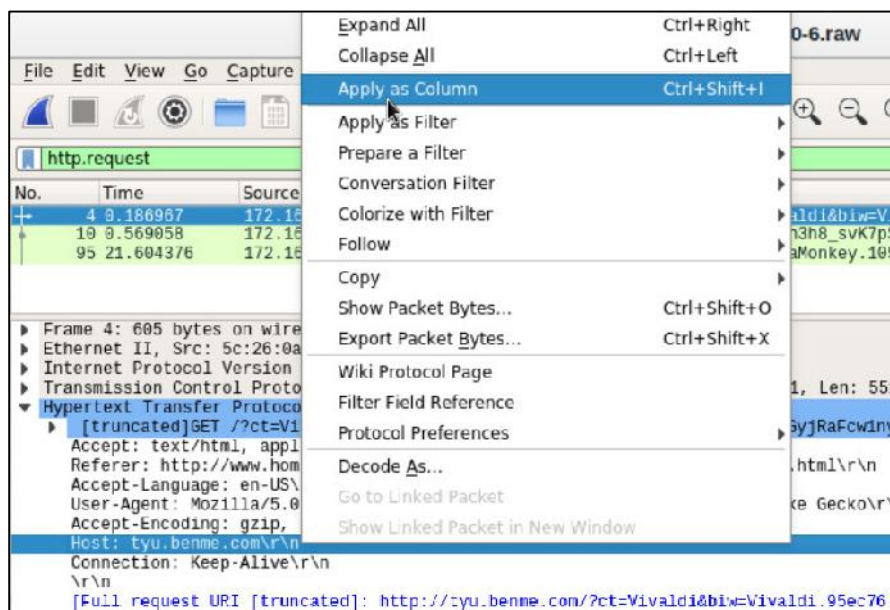 Expand All Ctrl+Right
0-6.raw
Collapse All Ctrl+Left
File Edit View Go Capture
Apply as Column Ctrl+Shift+I
Apply as Filter
http.request
Prepare a Filter
No. Time Source
Conversation Filter
4 0.186967 172.16 aldi&biw=Vi
Colorize with Filter
10 0.569058 172.16
95 21.604376 172.16 aMonkey.105
Follow
Copy
Show Packet Bytes... Ctrl+Shift+O
Export Packet Bytes... Ctrl+Shift+X
Wiki Protocol Page
Filter Field Reference
Protocol Preferences
Decode As...
Go to Linked Packet
Show Linked Packet in New Window
Frame 4: 605 bytes on wire
Ethernet II, Src: 5c:26:0a
Internet Protocol Version
Transmission Control Proto 1, Len: 55
Hypertext Transfer Protoco
[truncated]GET /?ct=Vi
Accept: text/html, appl
Referer: http://www.hom .html\r\n
Accept-Language: en-US\
User-Agent: Mozilla/5.0 ke Gecko\r\
Accept-Encoding: gzip,
Host: tyu.benme.com\r\n
Connection: Keep-Alive\r\n
\r\n
[Full request URI [truncated]: http://tyu.benme.com/?ct=Vivaldi&biw=Vivaldi.95ec76